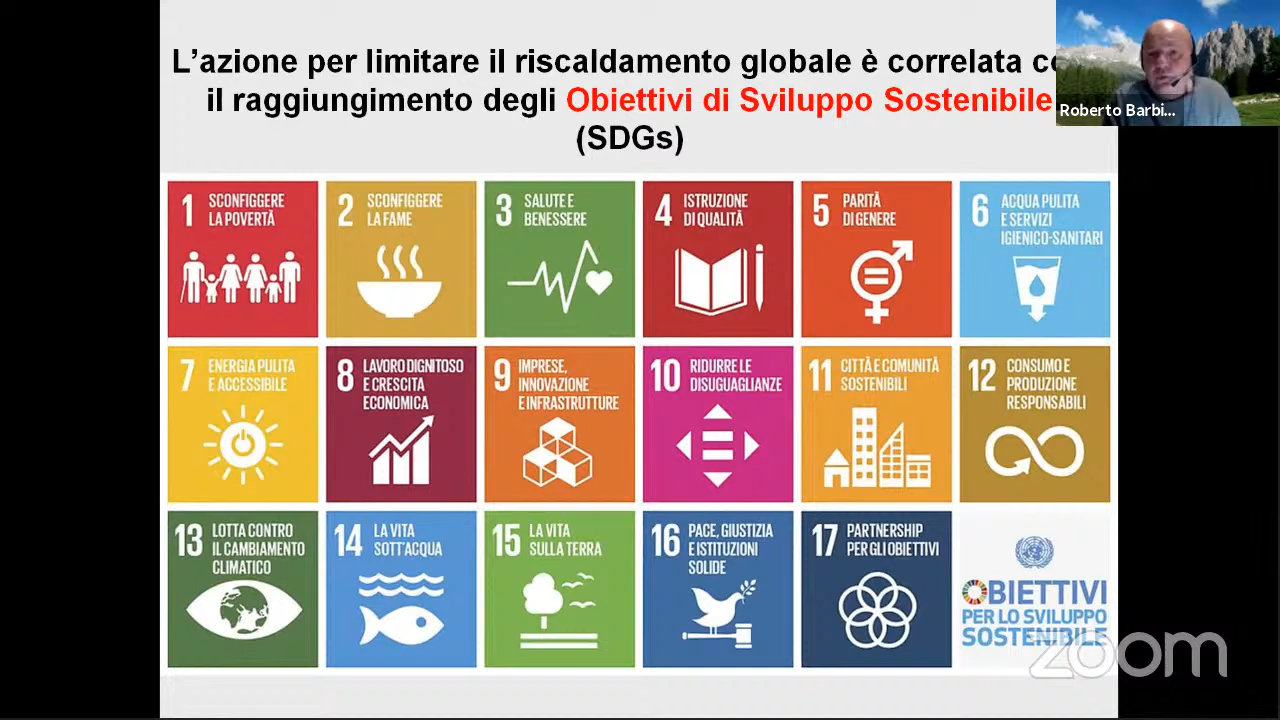 L'azione per limitare il riscaldamento globale è correlata
il raggiungimento degli Obiettivi di Sviluppo Sostenibile
(SDGs)
Roberto Barbi...
1 SCONFIGGERE
LA POVERTÀ
2 SCONFIGGERE
LA FAME
3 SALUTE E
BENESSERE
4 ISTRUZIONE
DI QUALITÀ
5 PARITÀ
DI GENERE
6 ACQUA PULITA
E SERVIZI
IGIENICO-SANITARI
7 ENERGIA PULITA
E ACCESSIBILE
8 LAVORO DIGNITOSO
E CRESCITA
ECONOMICA
9 IMPRESE,
INNOVAZIONE
E INFRASTRUTTURE
10 RIDURRE LE
DISUGUAGLIANZE
11 CITTÀ E COMUNITÀ
SOSTENIBILI
12 CONSUMO E
PRODUZIONE
RESPONSABILI
13 LOTTA CONTRO
IL CAMBIAMENTO
CLIMATICO
14 LA VITA
SOTT'ACQUA
15 LA VITA
SULLA TERRA
16 PACE, GIUSTIZIA
E ISTITUZIONI
SOLIDE
17 PARTNERSHIP
PER GLI OBIETTIVI
OBIETTIVI
PER LO SVILUPPO
SOSTENIBILE
zoom